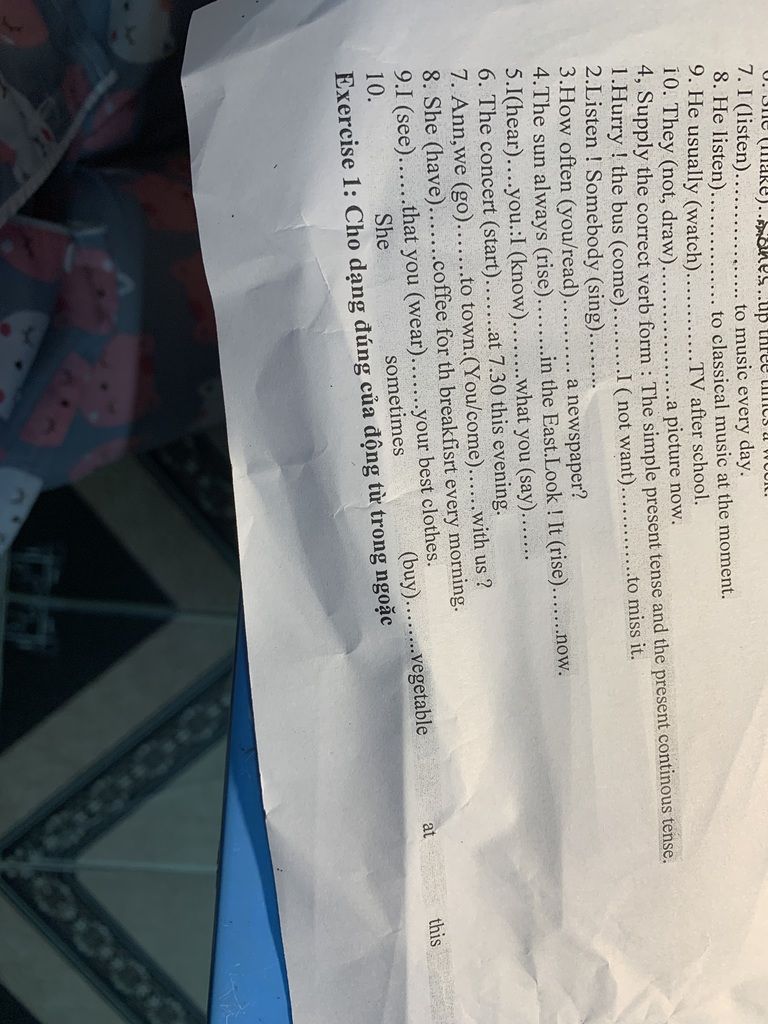 7. I (listen)..................... to music every day.
8. He listen)............... to classical music at the moment.
9. He usually (watch)............TV after school.
10. They (not, draw)..................a picture now.
4, Supply the correct verb form : The simple present tense and the present continous tense.
1.Hurry ! the bus (come)..........I ( not want)............to miss it.
2.Listen ! Somebody (sing).......
3.How often (you/read).......... a newspaper?
4.The sun always (rise)........in the East.Look ! It (rise).......now.
5.I(hear)....you.:I (know).........what you (say).......
6. The concert (start).......at 7.30 this evening.
7. Ann,we (go)........to town.(You/come)......with us ?
8. She (have).......coffee for th breakfisrt every morning.
9.I (see)......that you (wear).......your best clothes.
10. She sometimes (buy).........vegetable at this
Exercise 1: Cho dạng đúng của động từ trong ngoặc